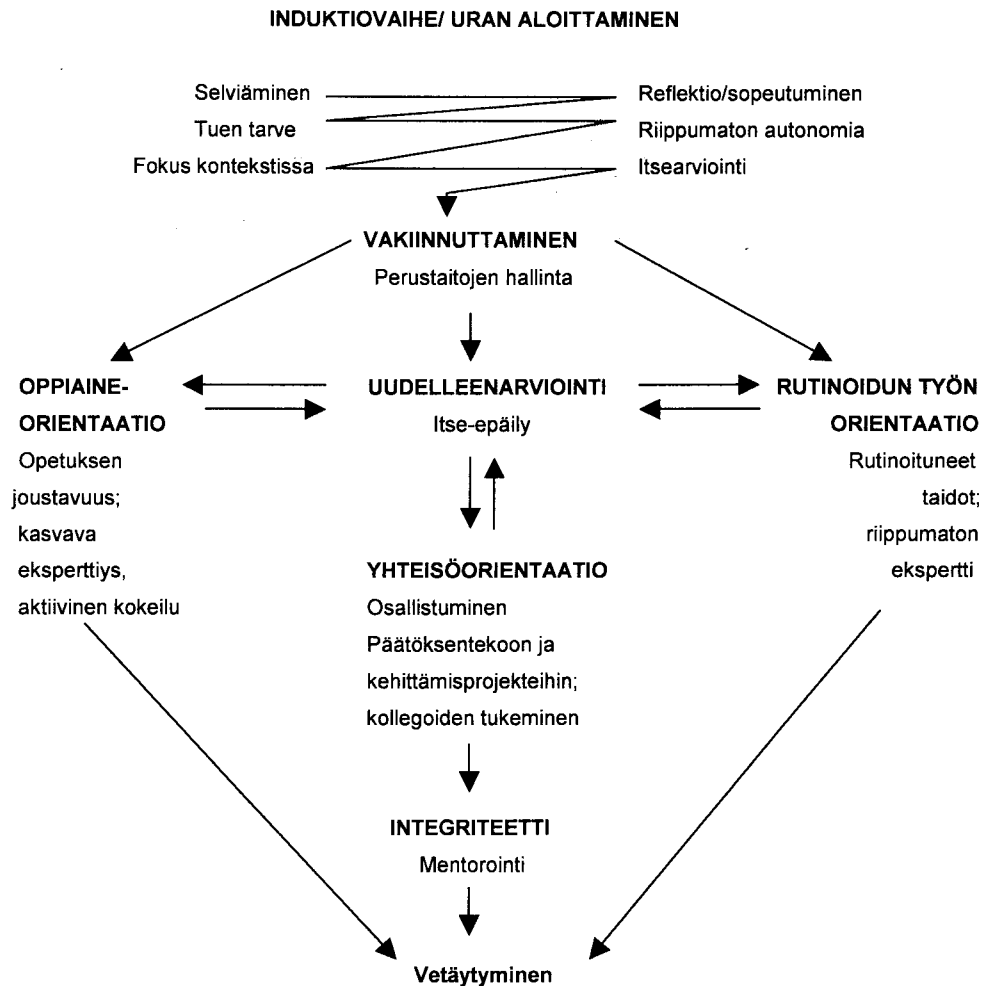 INDUKTIOVAIHE/ URAN ALOITTAMINEN
Selviäminen
Reflektio/sopeutuminen
Tuen tarve
Riippumaton autonomia
Fokus kontekstissa
Itsearviointi
VAKIINNUTTAMINEN
Perustaitojen hallinta
OPPIAINE-
ORIENTAATIO
Opetuksen
joustavuus;
kasvava
eksperttiys,
aktiivinen kokeilu
UUDELLEENARVIOINTI
Itse-epäily
RUTINOIDUN TYÖN
ORIENTAATIO
Rutinoituneet
taidot;
riippumaton
ekspertti
YHTEISÖORIENTAATIO
Osallistuminen
Päätöksentekoon ja
kehittämisprojekteihin;
kollegoiden tukeminen
INTEGRITEETTI
Mentorointi
Vetäytyminen